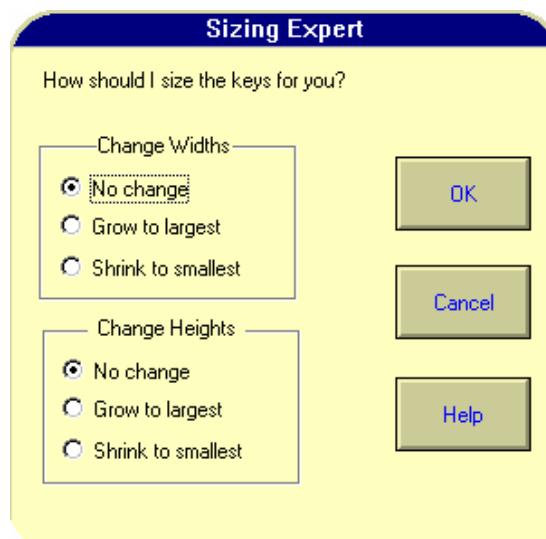 Sizing Expert
How should I size the keys for you?
Change Widths
No change
Grow to largest
Shrink to smallest
Change Heights
No change
Grow to largest
Shrink to smallest
OK
Cancel
Help